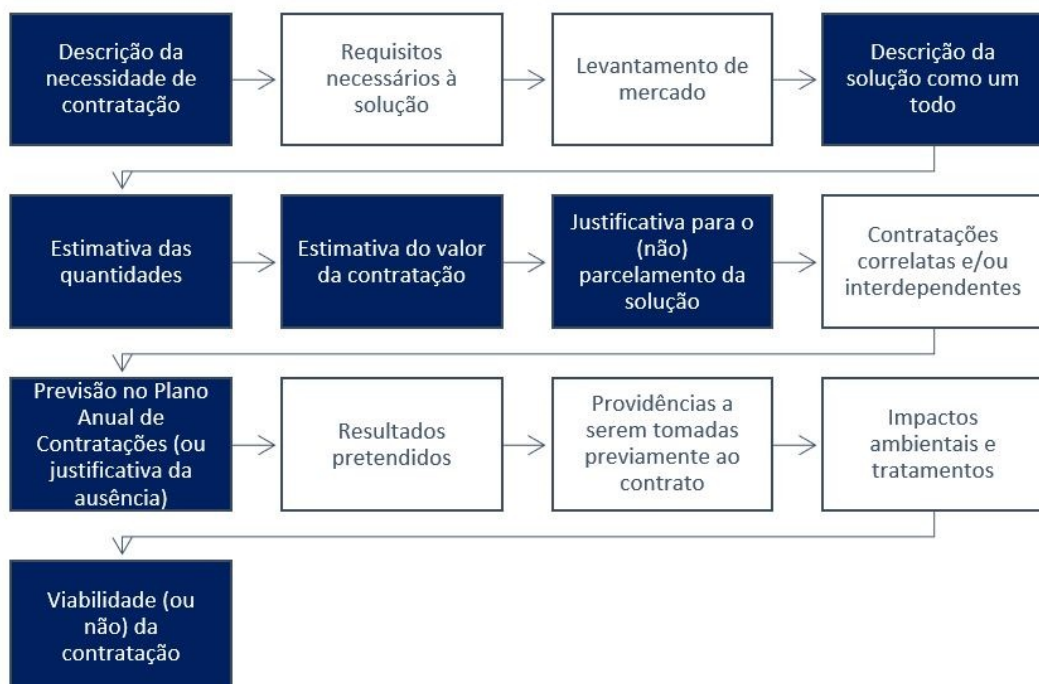 Descrição da
necessidade de
contratação
Requisitos
necessários à
solução
Levantamento de
mercado
Descrição da
solução como um
todo
Estimativa das
quantidades
Estimativa do valor
da contratação
Justificativa para o
(não)
parcelamento da
solução
Contratações
correlatas e/ou
interdependentes
Previsão no Plano
Anual de
Contratações (ou
justificativa da
ausência)
Resultados
pretendidos
Providências a
serem tomadas
previamente ao
contrato
Impactos
ambientais e
tratamentos
Viabilidade (ou
não) da
contratação